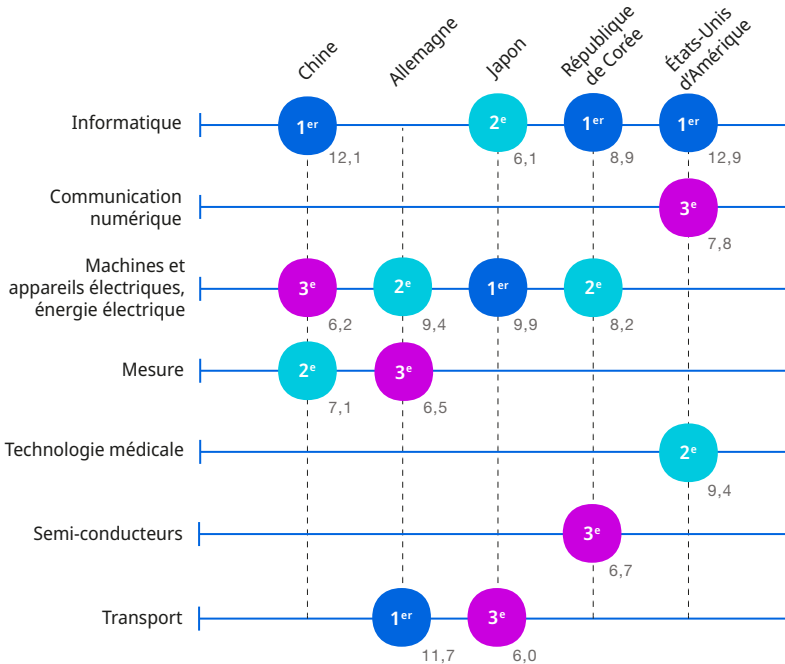 Chine
Allemagne
Japon
République
de Corée
États-Unis
d’Amérique
Informatique
1er
2e
1er
1er
12,1
6,1
8,9
12,9
Communication
numérique
3e
7,8
Machines et
appareils électriques,
énergie électrique
3e
2e
1er
2e
6,2
9,4
9,9
8,2
Mesure
2e
3e
7,1
6,5
Technologie médicale
2e
9,4
Semi-conducteurs
3e
6,7
Transport
1er
3e
11,7
6,0